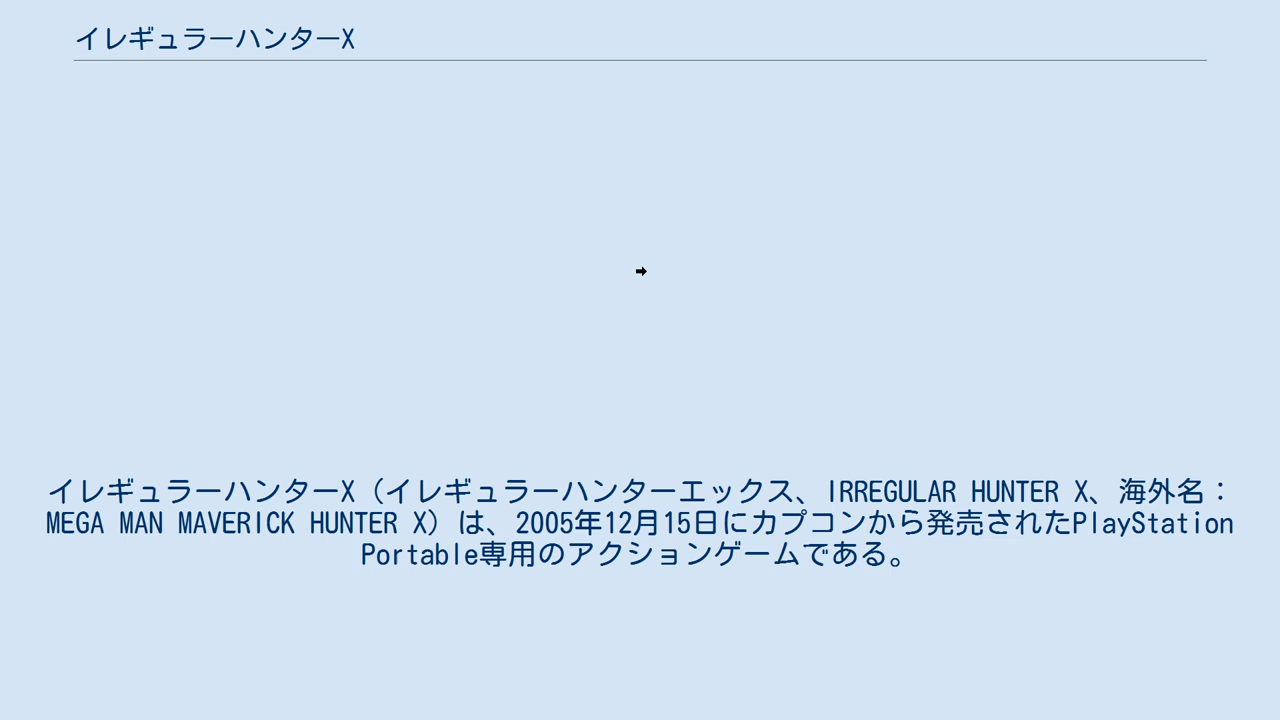 イレギュラーハンターX
イレギュラーハンターX（イレギュラーハンターエックス、IRREGULAR HUNTER X、海外名：
MEGA MAN MAVERICK HUNTER X）は、2005年12月15日にカプコンから発売されたPlayStation
Portable専用のアクションゲームである。